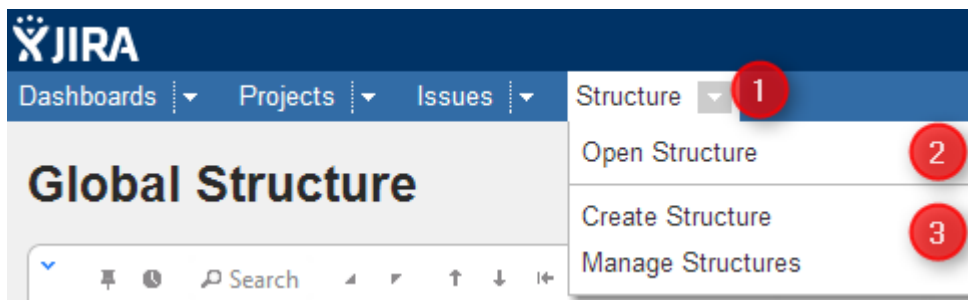 JIRA
Dashboards Projects Issues Structure 1
Open Structure 2
Global Structure
Create Structure 3
Manage Structures
Search